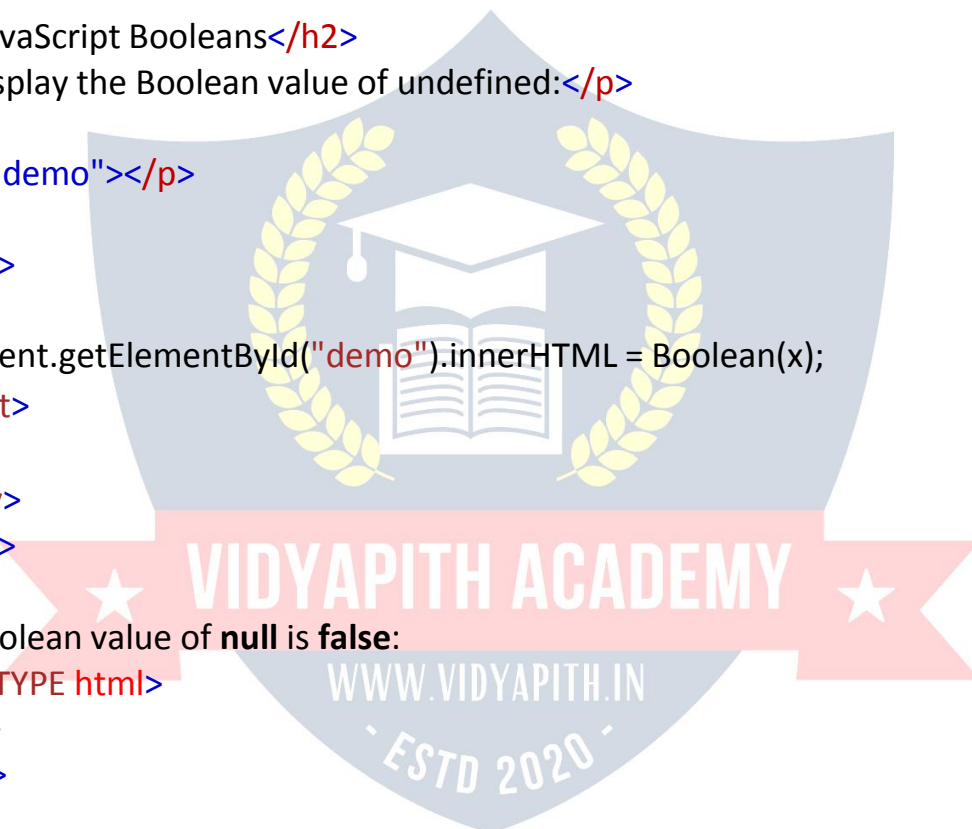 vaScript Booleans</h2>
splay the Boolean value of undefined:</p>
demo"></p>
>
ent.getElementById("demo").innerHTML = Boolean(x);
t>
>
>
VIDYAPITH ACADEMY
olean value of null is false:
TYPE html>
WWW.VIDYAPITH.IN
>
- ESTD 2020 -